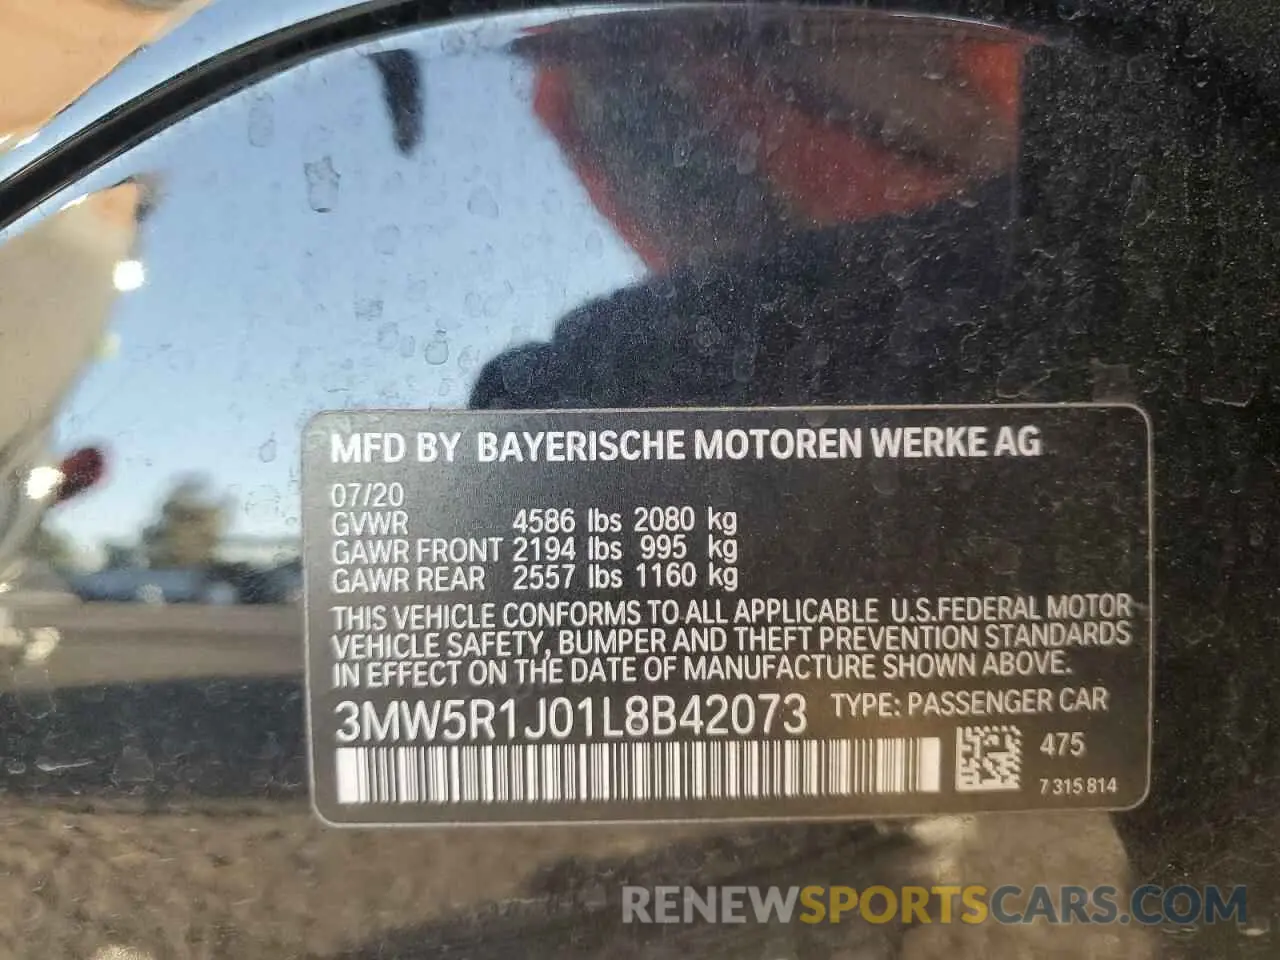 MFD BY BAYERISCHE MOTOREN WERKE AG
07/20
GVWR 4586 lbs 2080 kg
GAWR FRONT 2194 lbs 995 kg
GAWR REAR 2557 lbs 1160 kg
THIS VEHICLE CONFORMS TO ALL APPLICABLE U.S.FEDERAL MOTOR
VEHICLE SAFETY, BUMPER AND THEFT PREVENTION STANDARDS
IN EFFECT ON THE DATE OF MANUFACTURE SHOWN ABOVE.
3MW5R1J01L8B42073 TYPE: PASSENGER CAR
475
7 315 814
RENEWSPORTSCARS.COM